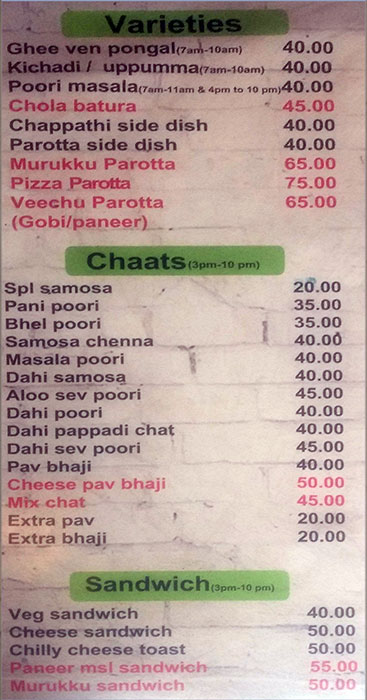 Varieties
Ghee ven pongal(7am-10am) 40.00
Kichadi / uppumma(7am-10am) 40.00
Poori masala(7am-11am & 4pm to 10 pm)40.00
Chola batura 45.00
Chappathi side dish 40.00
Parotta side dish 40.00
Murukku Parotta 65.00
Pizza Parotta 75.00
Veechu Parotta 65.00
(Gobi/paneer)
Chaats(3pm-10 pm)
Spl samosa 20.00
Pani poori 35.00
Bhel poori 35.00
Samosa chenna 40.00
Masala poori 40.00
Dahi samosa 40.00
Aloo sev poori 45.00
Dahi poori 40.00
Dahi pappadi chat 40.00
Dahi sev poori 45.00
Pav bhaji 40.00
Cheese pav bhaji 50.00
Mix chat 45.00
Extra pav 20.00
Extra bhaji 20.00
Sandwich(3pm-10 pm)
Veg sandwich 40.00
Cheese sandwich 50.00
Chilly cheese toast 50.00
Paneer msl sandwich 55.00
Murukku sandwich 50.00